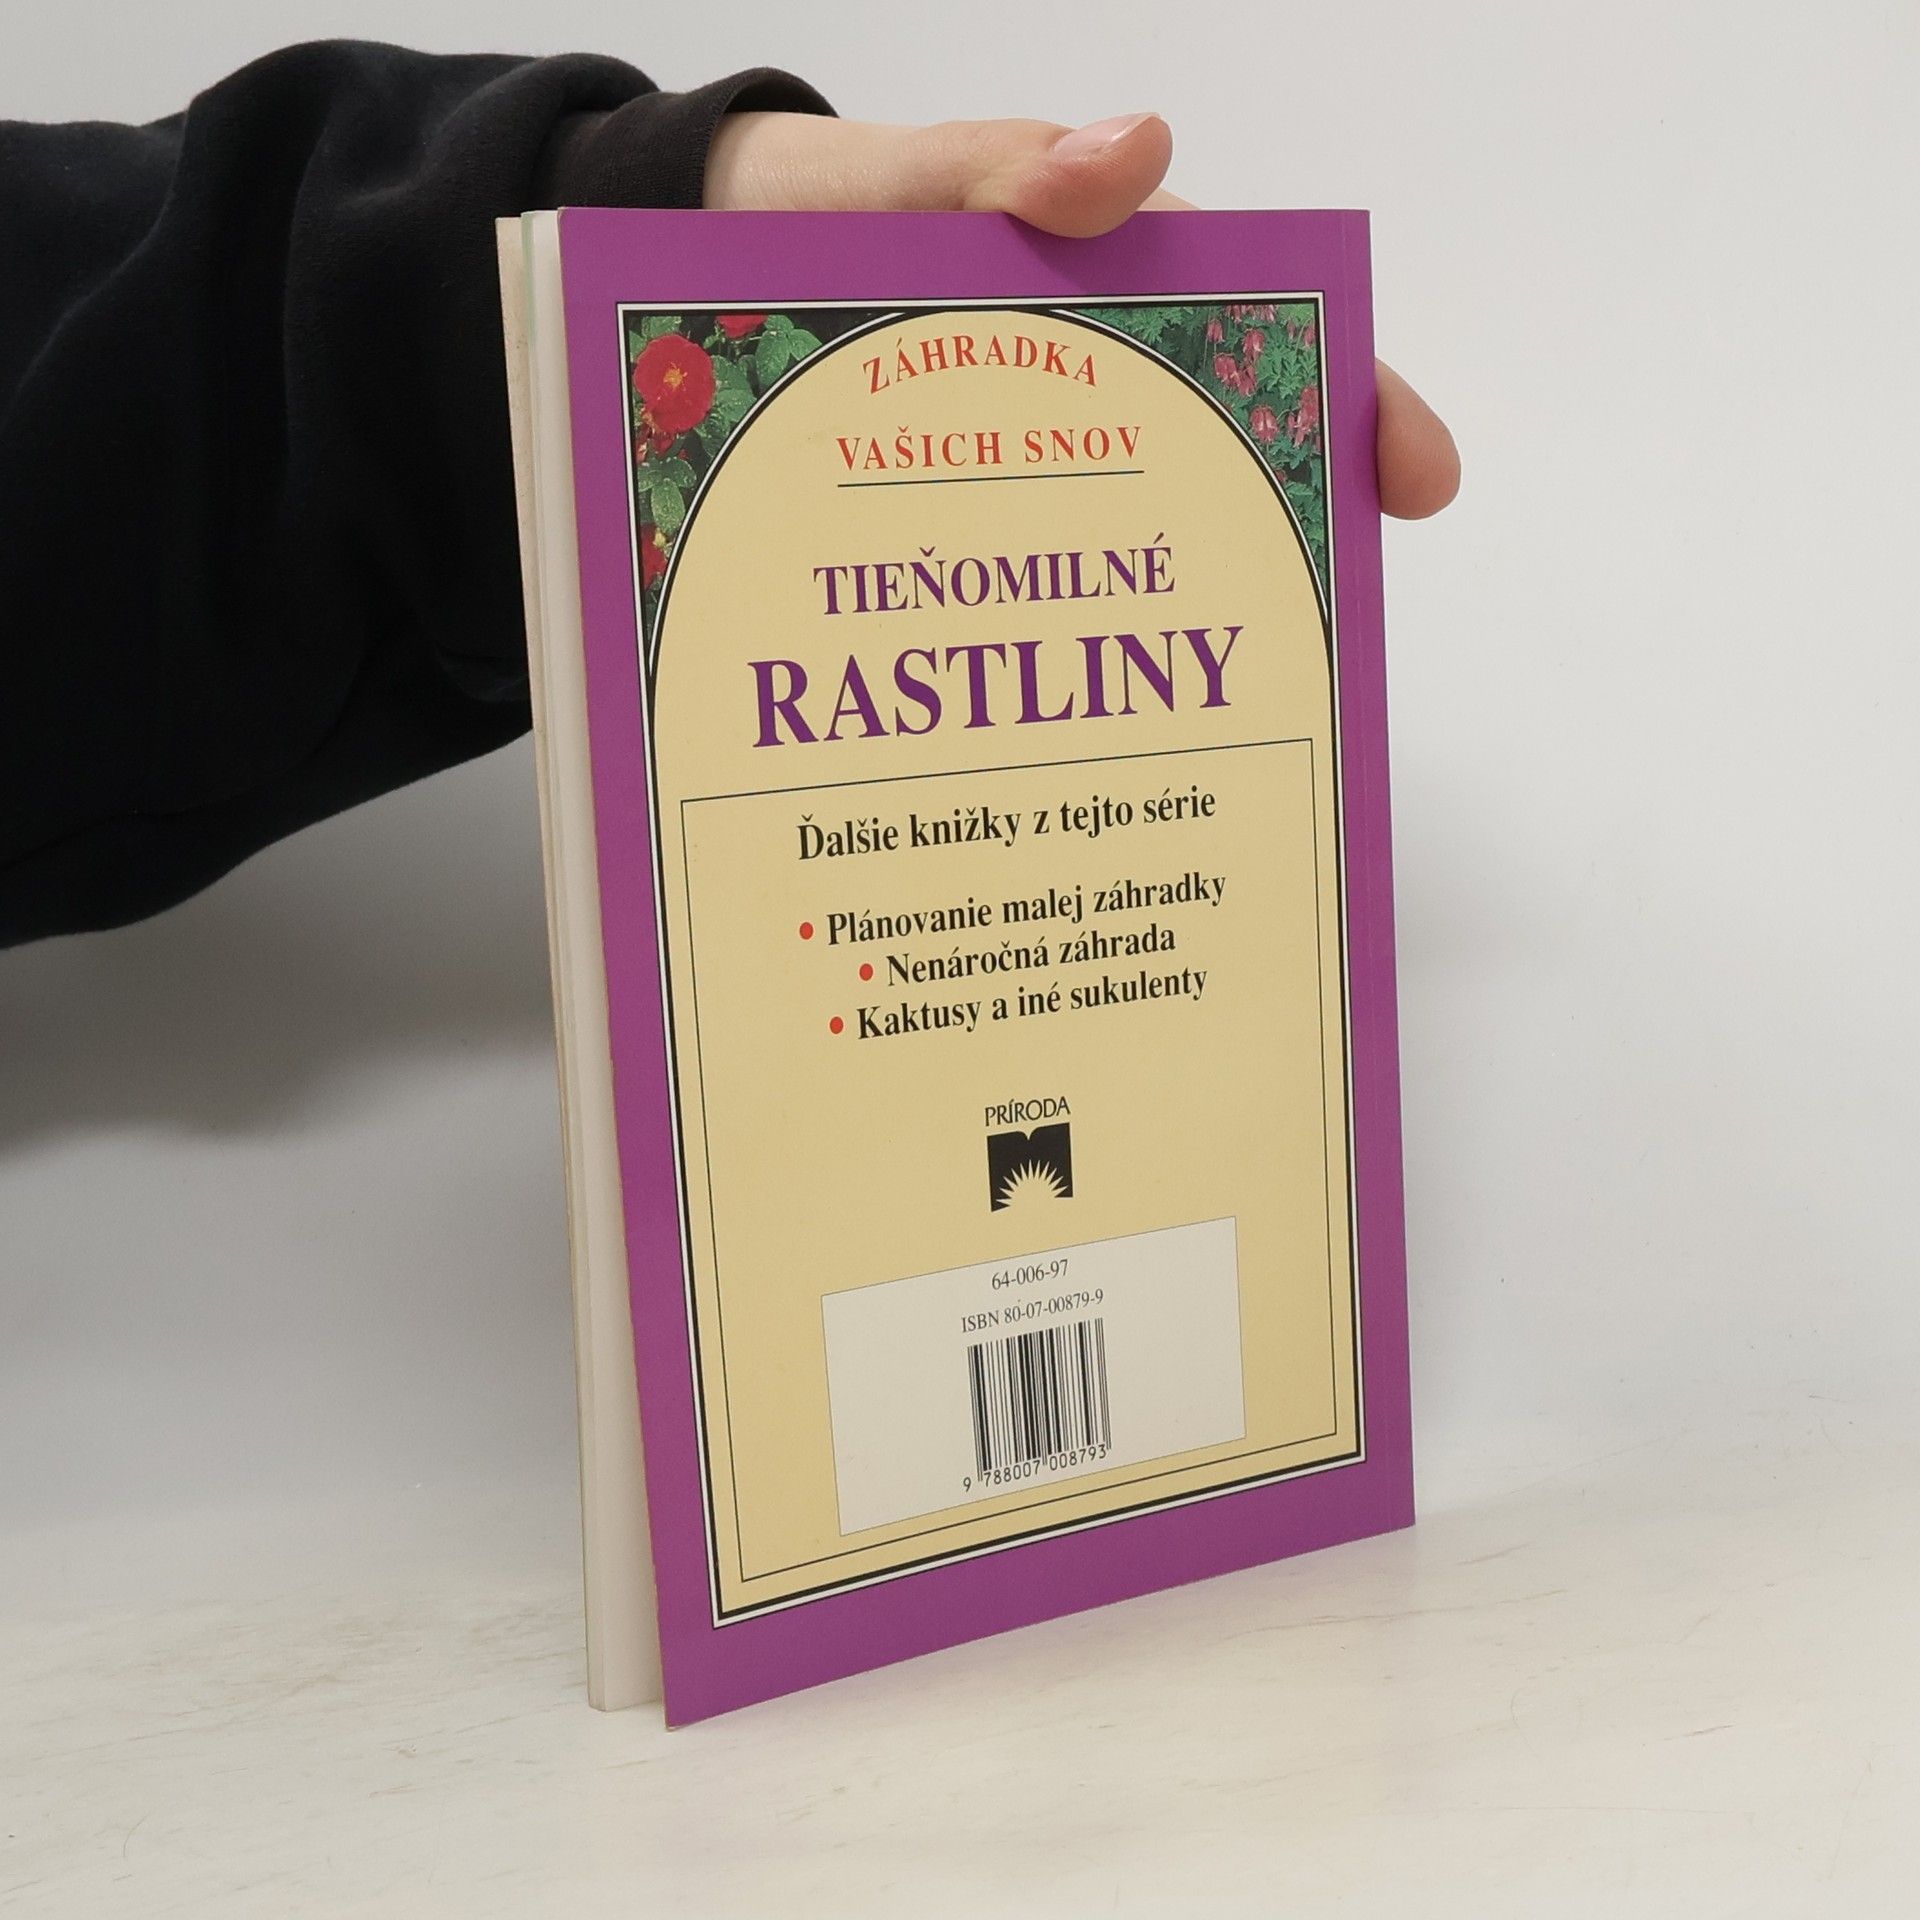 ZÁHRADKA
VAŠICH SNOV
TIEŇOMILNÉ
RASTLINY
Ďalšie knižky z tejto série
• Plánovanie malej záhradky
• Nenáročná záhrada
• Kaktusy a iné sukulenty
PRÍRODA
64-006-97
ISBN 80-07-00879-9
9 788007 008793